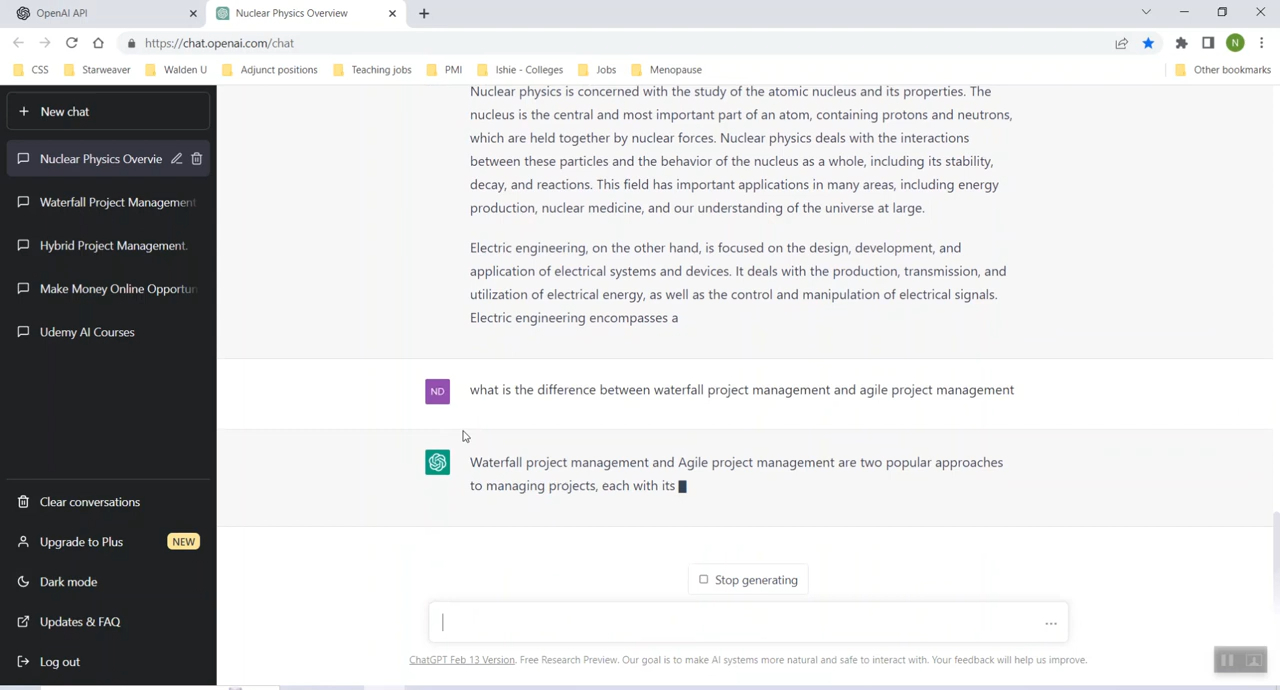 OpenAI API
Nuclear Physics Overview
https://chat.openai.com/chat
N
CSS
Starweaver
Walden U
Adjunct positions
Teaching jobs
PMI
Ishie - Colleges
Jobs
Menopause
Other bookmarks
New chat
Nuclear Physics Overvie
Waterfall Project Management
Hybrid Project Management.
Make Money Online Opportun
Udemy AI Courses
Clear conversations
Upgrade to Plus
NEW
Dark mode
Updates & FAQ
Log out
Nuclear physics is concerned with the study of the atomic nucleus and its properties. The
nucleus is the central and most important part of an atom, containing protons and neutrons,
which are held together by nuclear forces. Nuclear physics deals with the interactions
between these particles and the behavior of the nucleus as a whole, including its stability,
decay, and reactions. This field has important applications in many areas, including energy
production, nuclear medicine, and our understanding of the universe at large.
Electric engineering, on the other hand, is focused on the design, development, and
application of electrical systems and devices. It deals with the production, transmission, and
utilization of electrical energy, as well as the control and manipulation of electrical signals.
Electric engineering encompasses a
ND
what is the difference between waterfall project management and agile project management
Waterfall project management and Agile project management are two popular approaches
to managing projects, each with its
Stop generating
ChatGPT Feb 13 Version. Free Research Preview. Our goal is to make AI systems more natural and safe to interact with. Your feedback will help us improve.